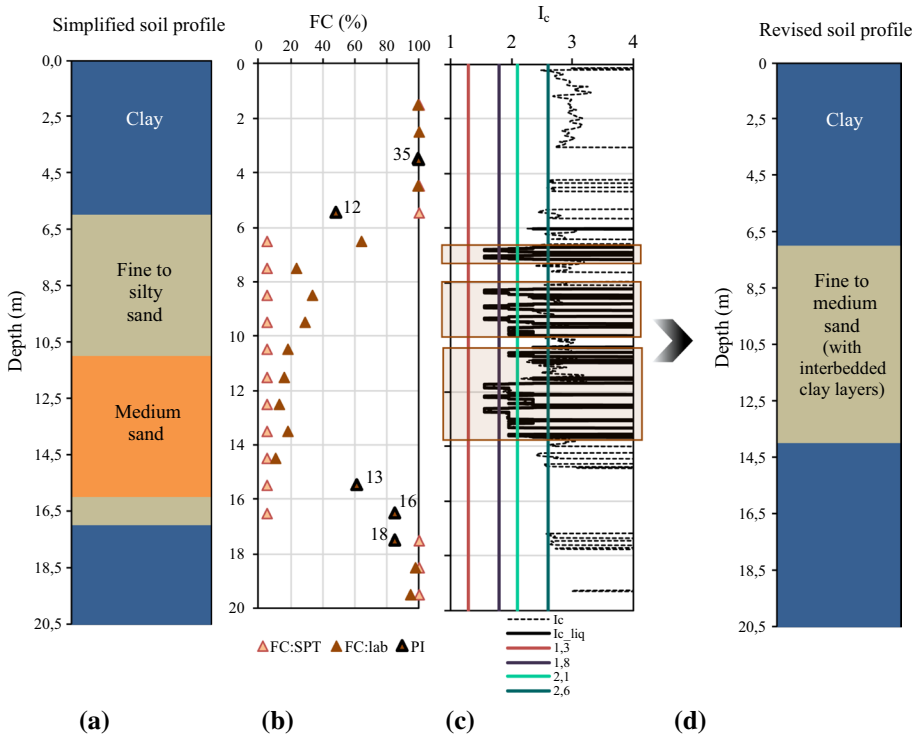 Simplified soil profile
0,0
2,5
4,5
6,5
8,5
10,5
12,5
14,5
16,5
18,5
20,5
Depth (m)
Clay
Fine to
silty
sand
Medium
sand
(a)
FC (%)
0 20 40 60 80 100
0
2
4
6
8
10
12
14
16
18
20
35
12
13
16
18
FC:SPT FC:lab PI
(b)
I_c
1 2 3 4
Ic
Ic_liq
1,3
1,8
2,1
2,6
(c)
Revised soil profile
0
2,5
4,5
6,5
8,5
10,5
12,5
14,5
16,5
18,5
20,5
Depth (m)
Clay
Fine to
medium
sand
(with
interbedded
clay layers)
(d)